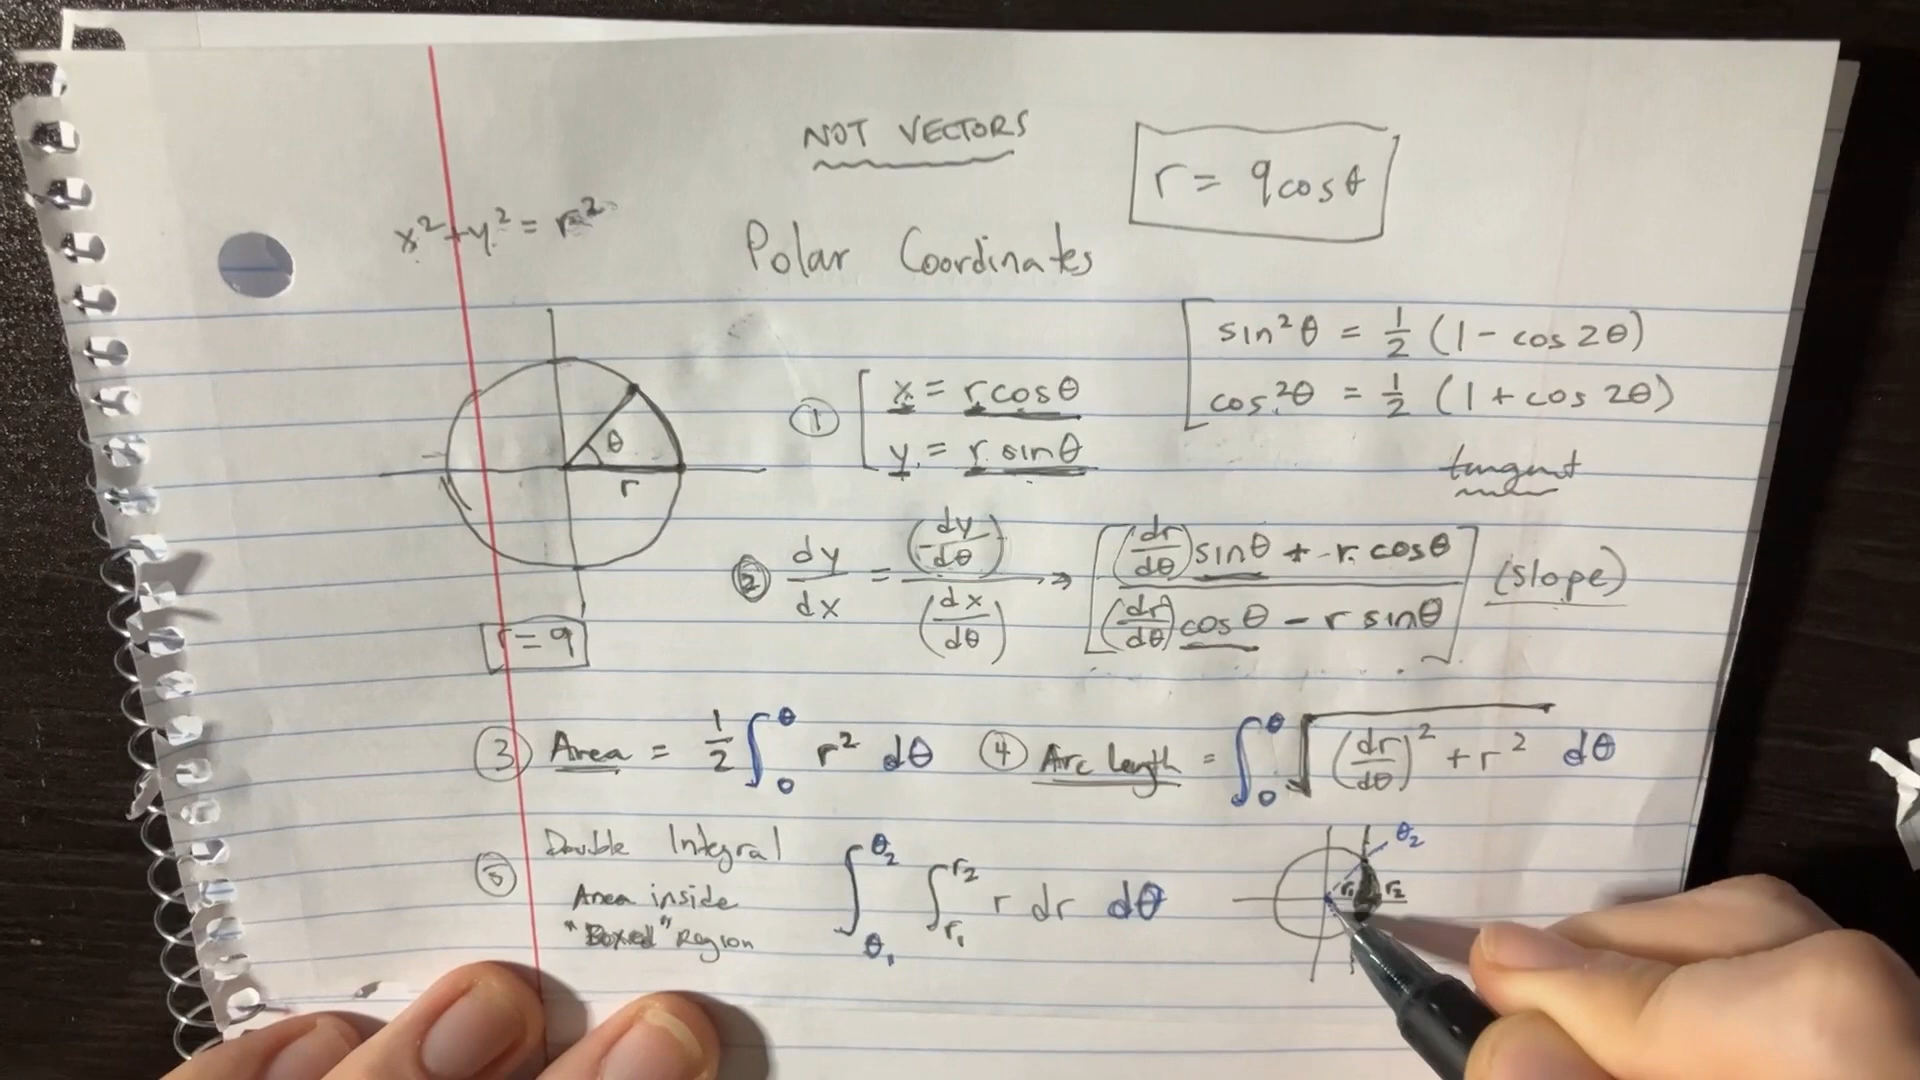 NOT VECTORS
r = 9cosθ
x² + y² = r²
Polar Coordinates
sin²θ = 1/2 (1 - cos 2θ)
cos²θ = 1/2 (1 + cos 2θ)
θ
r
r = 9
① x = r cosθ
y = r sinθ
tangent
② dy/dx = (dy/dθ)/(dx/dθ) → [(dr/dθ) sinθ + r cosθ]/[(dr/dθ) cosθ - r sinθ] (slope)
③ Area = 1/2 ∫₀^θ r² dθ
④ Arc length = ∫₀^θ √((dr/dθ)² + r²) dθ
⑤ Double Integral
Area inside
"Boxed" Region
∫_θ₁^θ₂ ∫_r₁^r₂ r dr dθ
θ₂
r₁ r₂